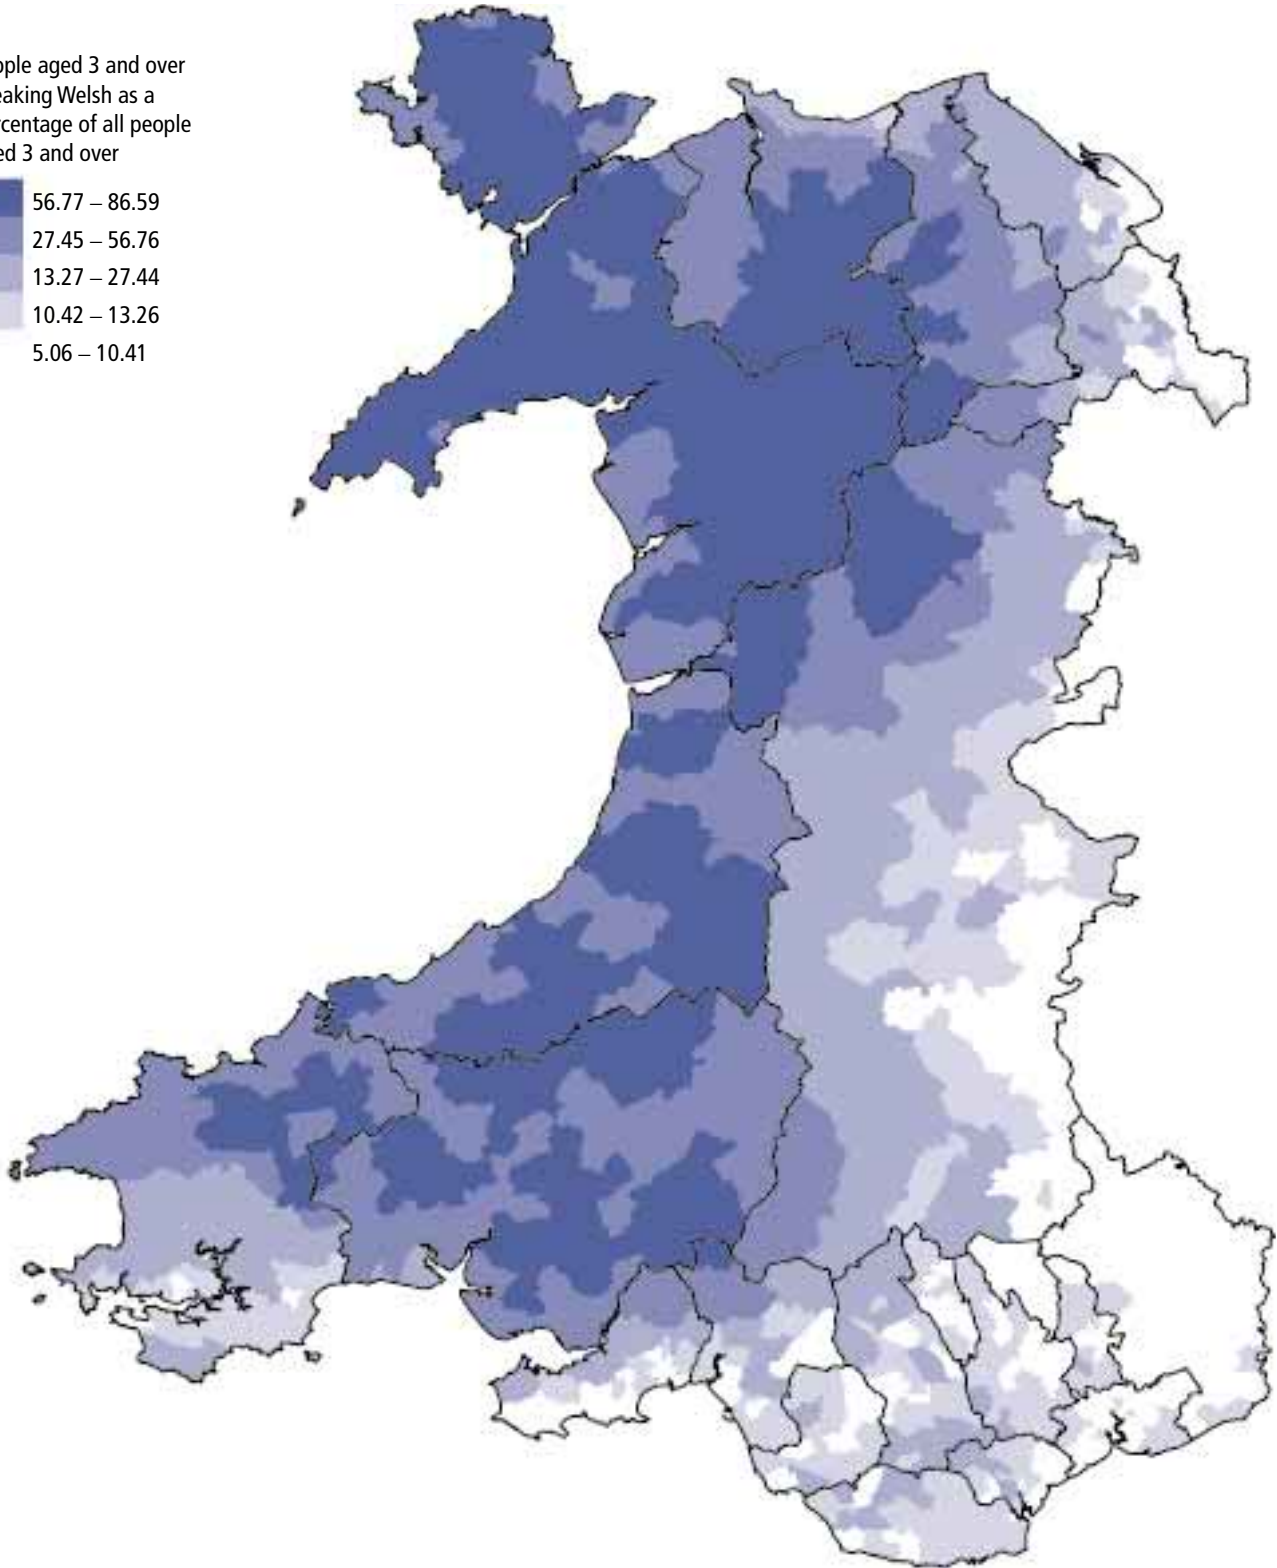 ople aged 3 and over
eaking Welsh as a
rcentage of all people
ed 3 and over
56.77 – 86.59
27.45 – 56.76
13.27 – 27.44
10.42 – 13.26
5.06 – 10.41